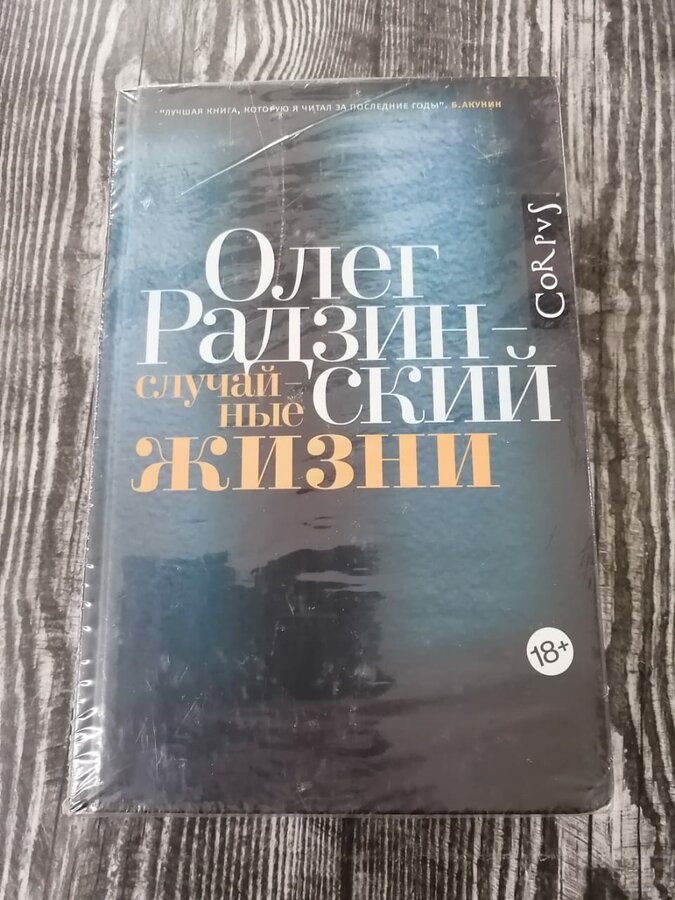 "ЛУЧШАЯ КНИГА, КОТОРУЮ Я ЧИТАЛ ЗА ПОСЛЕДНИЕ ГОДЫ", Б.АКУНИН
CORPVS
Олег
Радзин-
ский
случай-
ные
жизни
18+